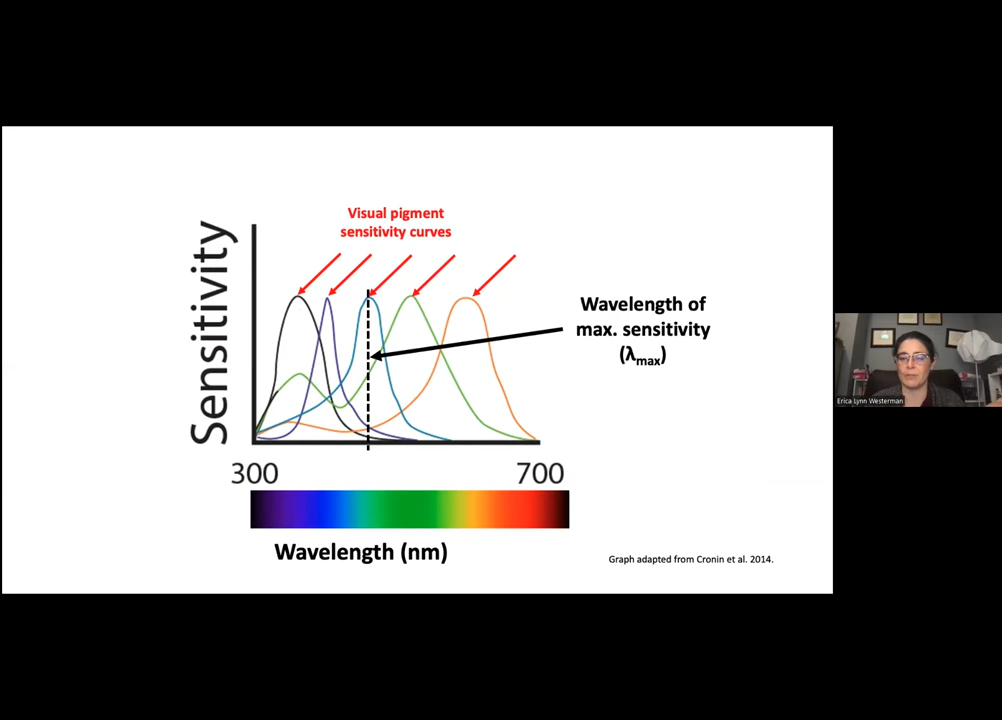 Visual pigment
sensitivity curves
Sensitivity
Wavelength of
max. sensitivity
(λmax)
300
700
Wavelength (nm)
Graph adapted from Cronin et al. 2014.
Erica Lynn Westerman